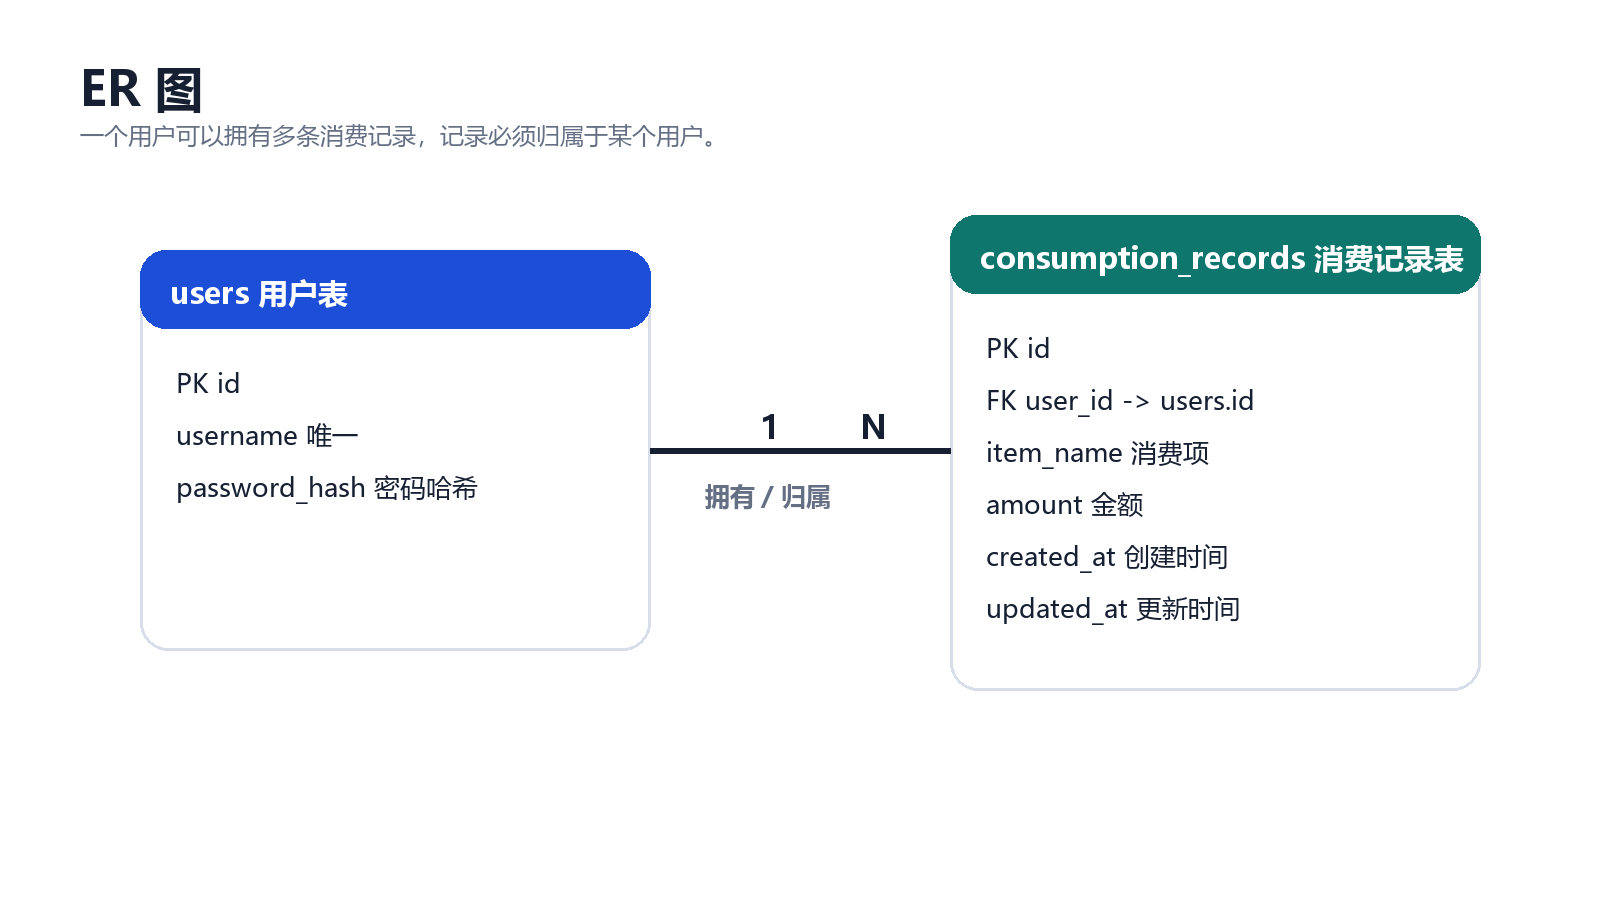 ER 图
一个用户可以拥有多条消费记录，记录必须归属于某个用户。
users 用户表
PK id
username 唯一
password_hash 密码哈希
1 N
拥有 / 归属
consumption_records 消费记录表
PK id
FK user_id -> users.id
item_name 消费项
amount 金额
created_at 创建时间
updated_at 更新时间